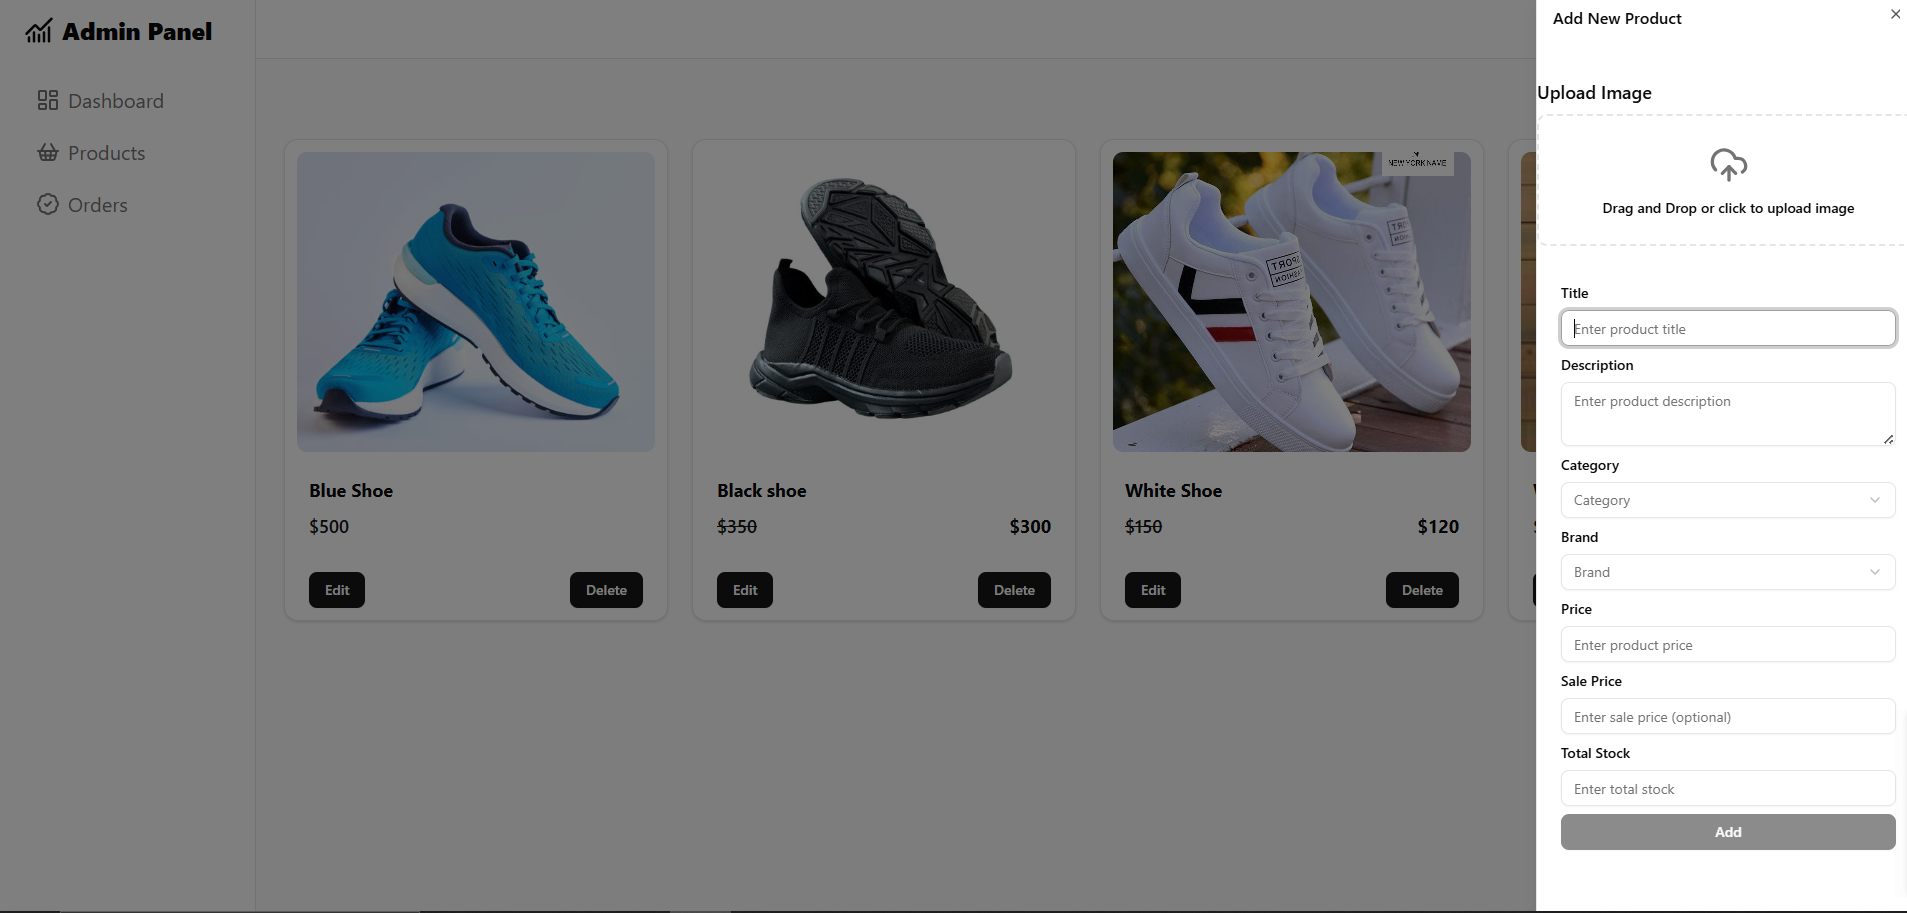 Admin Panel
Dashboard
Products
Orders
NEW YORK NAVE
Blue Shoe
$500
Edit
Delete
Black shoe
$350
$300
Edit
Delete
SPORT
FASHION
White Shoe
$150
$120
Edit
Delete
Add New Product
Upload Image
Drag and Drop or click to upload image
Title
Enter product title
Description
Enter product description
Category
Category
Brand
Brand
Price
Enter product price
Sale Price
Enter sale price (optional)
Total Stock
Enter total stock
Add